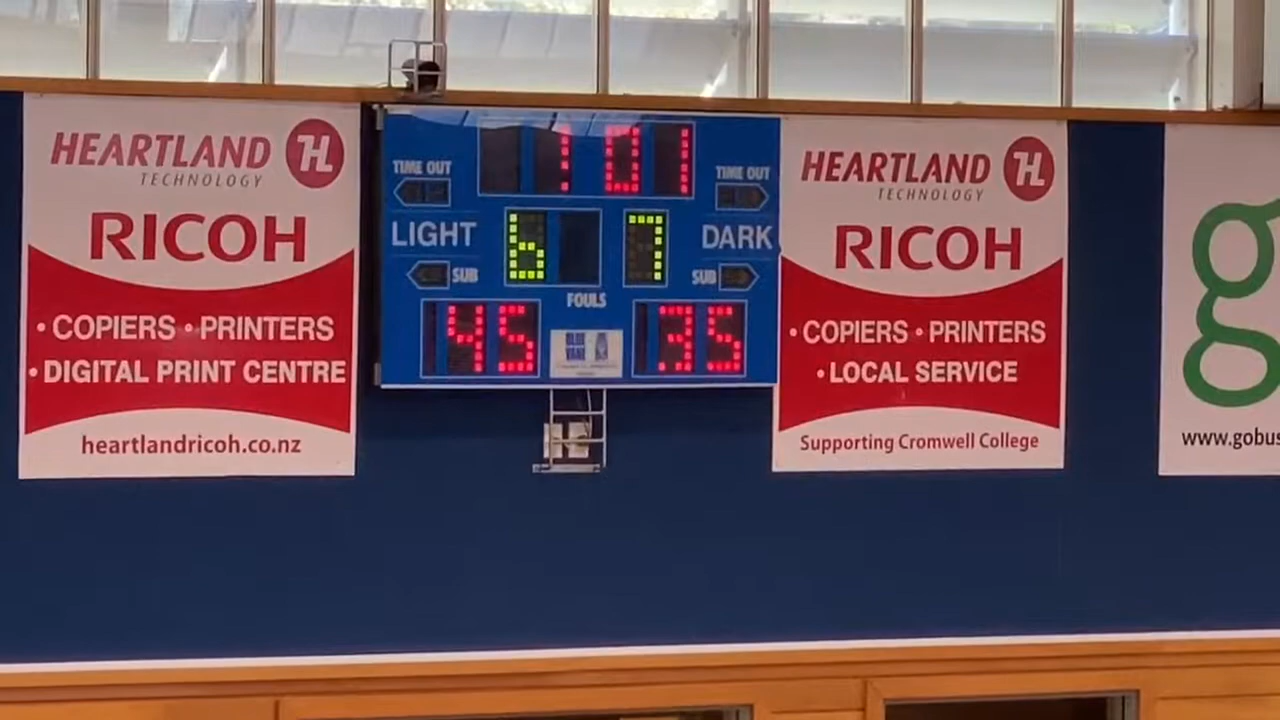 HEARTLAND
TECHNOLOGY
RICOH
• COPIERS • PRINTERS
• DIGITAL PRINT CENTRE
heartlandricoh.co.nz
1 01
TIME OUT
TIME OUT
LIGHT
6 7
DARK
SUB
SUB
FOULS
45
35
BLUE
VANE
HEARTLAND
TECHNOLOGY
RICOH
• COPIERS • PRINTERS
• LOCAL SERVICE
Supporting Cromwell College
g
www.gobus